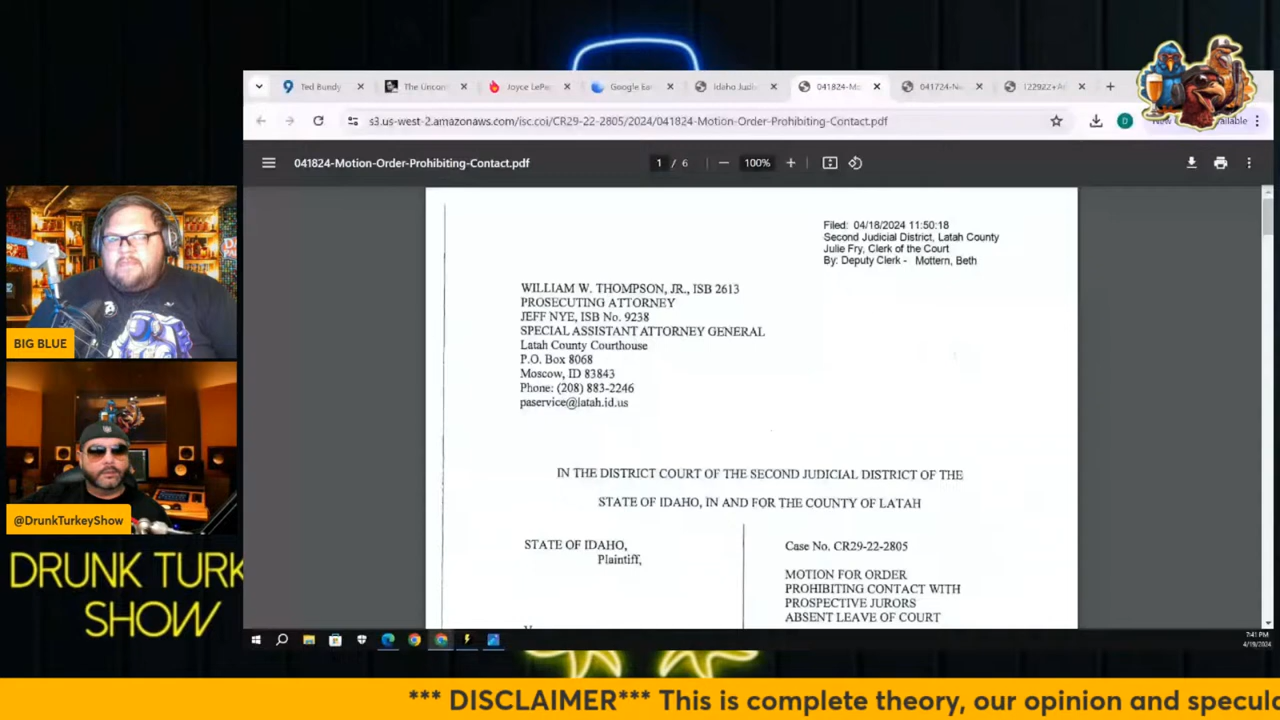 Ted Bundy
The Uncon
Joyce LePa
Google Ear
Idaho Judic
041824-Mo
041724-N
122922+A
s3.us-west-2.amazonaws.com/isc.coi/CR29-22-2805/2024/041824-Motion-Order-Prohibiting-Contact.pdf
041824-Motion-Order-Prohibiting-Contact.pdf
1 / 6
100%
Filed: 04/18/2024 11:50:18
Second Judicial District, Latah County
Julie Fry, Clerk of the Court
By: Deputy Clerk - Mottern, Beth
WILLIAM W. THOMPSON, JR., ISB 2613
PROSECUTING ATTORNEY
JEFF NYE, ISB No. 9238
SPECIAL ASSISTANT ATTORNEY GENERAL
Latah County Courthouse
P.O. Box 8068
Moscow, ID 83843
Phone: (208) 883-2246
paservice@latah.id.us
IN THE DISTRICT COURT OF THE SECOND JUDICIAL DISTRICT OF THE
STATE OF IDAHO, IN AND FOR THE COUNTY OF LATAH
STATE OF IDAHO,
Plaintiff,
Case No. CR29-22-2805
MOTION FOR ORDER
PROHIBITING CONTACT WITH
PROSPECTIVE JURORS
ABSENT LEAVE OF COURT
BIG BLUE
@DrunkTurkeyShow
DRUNK TURK
SHOW
7:41 PM
4/19/2024
*** DISCLAIMER*** This is complete theory, our opinion and specula